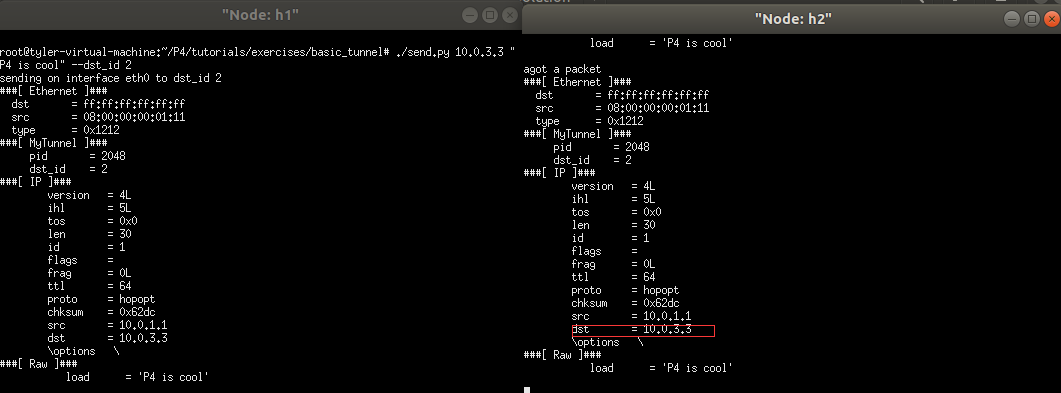 "Node: h1"
root@tyler-virtual-machine:~/P4/tutorials/exercises/basic_tunnel# ./send.py 10.0.3.3 "
P4 is cool" --dst_id 2
sending on interface eth0 to dst_id 2
###[ Ethernet ]###
dst = ff:ff:ff:ff:ff:ff
src = 08:00:00:00:01:11
type = 0x1212
###[ MyTunnel ]###
pid = 2048
dst_id = 2
###[ IP ]###
version = 4L
ihl = 5L
tos = 0x0
len = 30
id = 1
flags =
frag = 0L
ttl = 64
proto = hopopt
chksum = 0x62dc
src = 10.0.1.1
dst = 10.0.3.3
\options \
###[ Raw ]###
load = 'P4 is cool'
"Node: h2"
load = 'P4 is cool'
agot a packet
###[ Ethernet ]###
dst = ff:ff:ff:ff:ff:ff
src = 08:00:00:00:01:11
type = 0x1212
###[ MyTunnel ]###
pid = 2048
dst_id = 2
###[ IP ]###
version = 4L
ihl = 5L
tos = 0x0
len = 30
id = 1
flags =
frag = 0L
ttl = 64
proto = hopopt
chksum = 0x62dc
src = 10.0.1.1
dst = 10.0.3.3
\options \
###[ Raw ]###
load = 'P4 is cool'